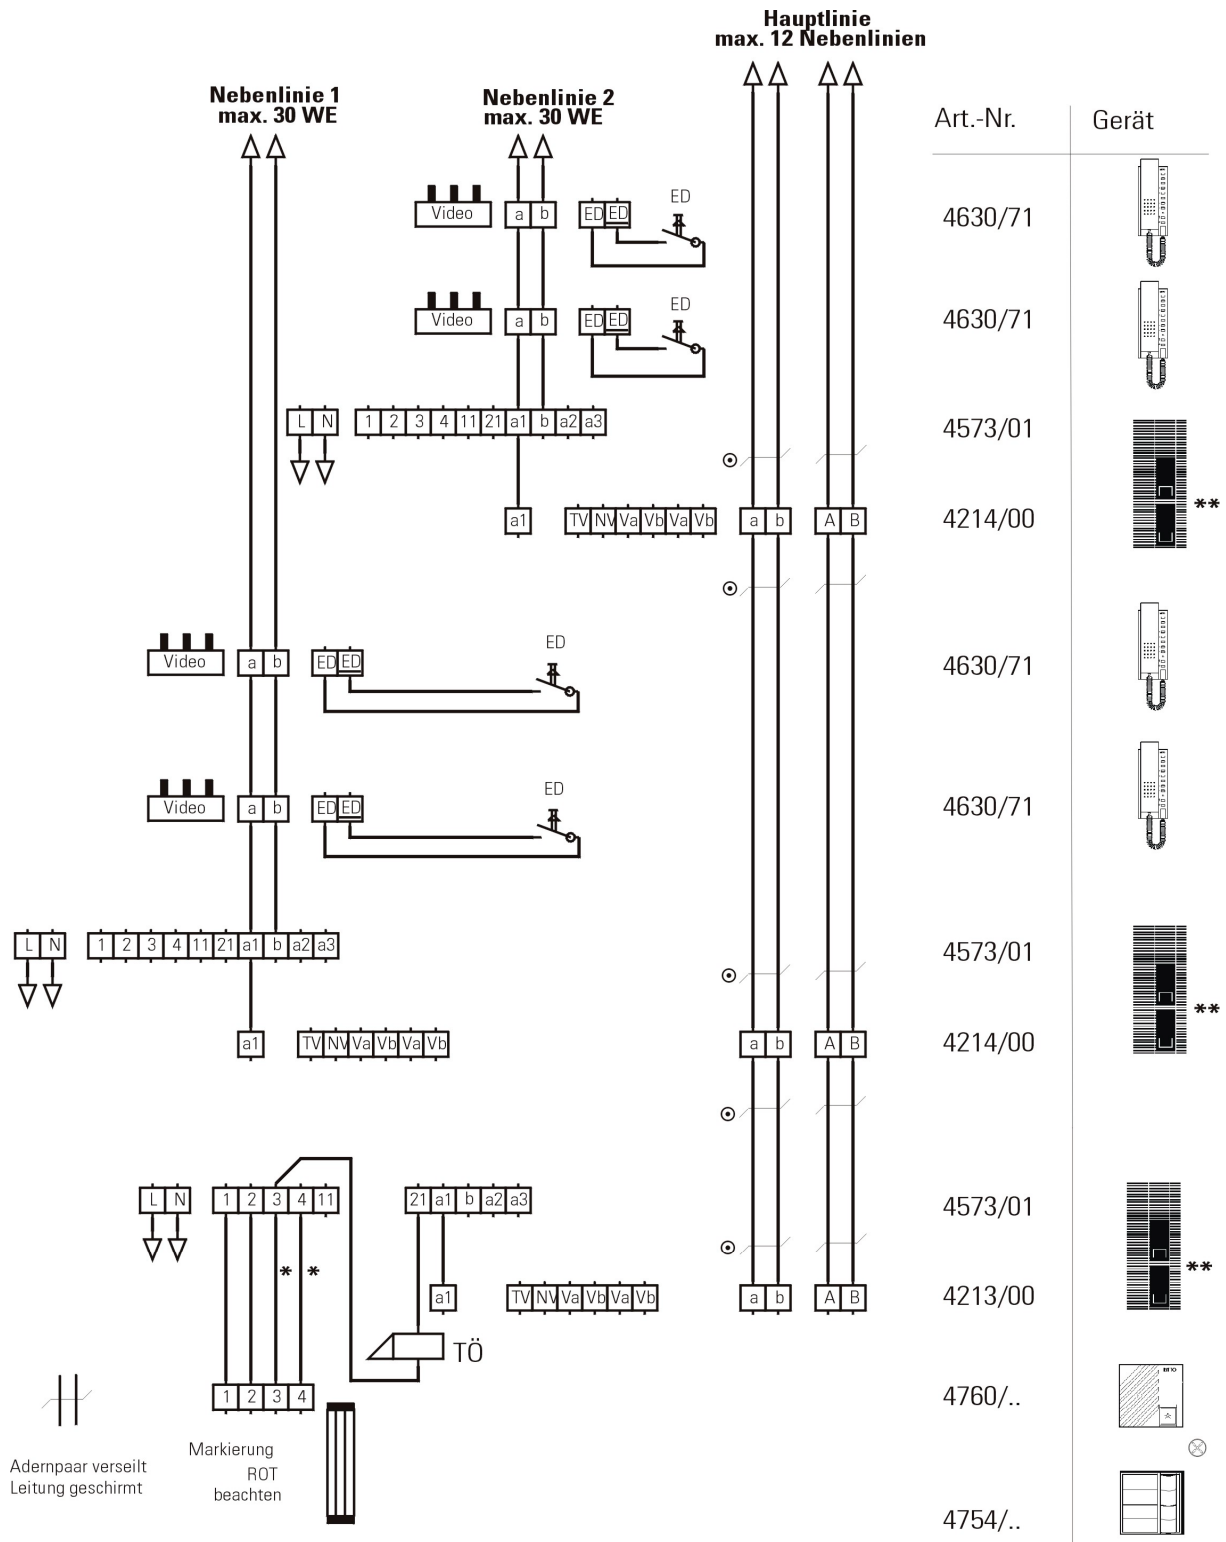 Hauptlinie
max. 12 Nebenlinien
Nebenlinie 1
max. 30 WE
Nebenlinie 2
max. 30 WE
Art.-Nr.
Gerät
Video
a b
ED ED
ED
4630/71
Video
a b
ED ED
ED
4630/71
L N
1 2 3 4 11 21 a1 b a2 a3
4573/01
**
a1
TV NV Va Vb Va Vb
a b
A B
4214/00
Video
a b
ED ED
ED
4630/71
Video
a b
ED ED
ED
4630/71
L N
1 2 3 4 11 21 a1 b a2 a3
4573/01
**
a1
TV NV Va Vb Va Vb
a b
A B
4214/00
L N
1 2 3 4 11
21 a1 b a2 a3
4573/01
* *
**
a1
TV NV Va Vb Va Vb
a b
A B
4213/00
TÖ
1 2 3 4
4760/..
Markierung
ROT
beachten
Adernpaar verseilt
Leitung geschirmt
4754/..